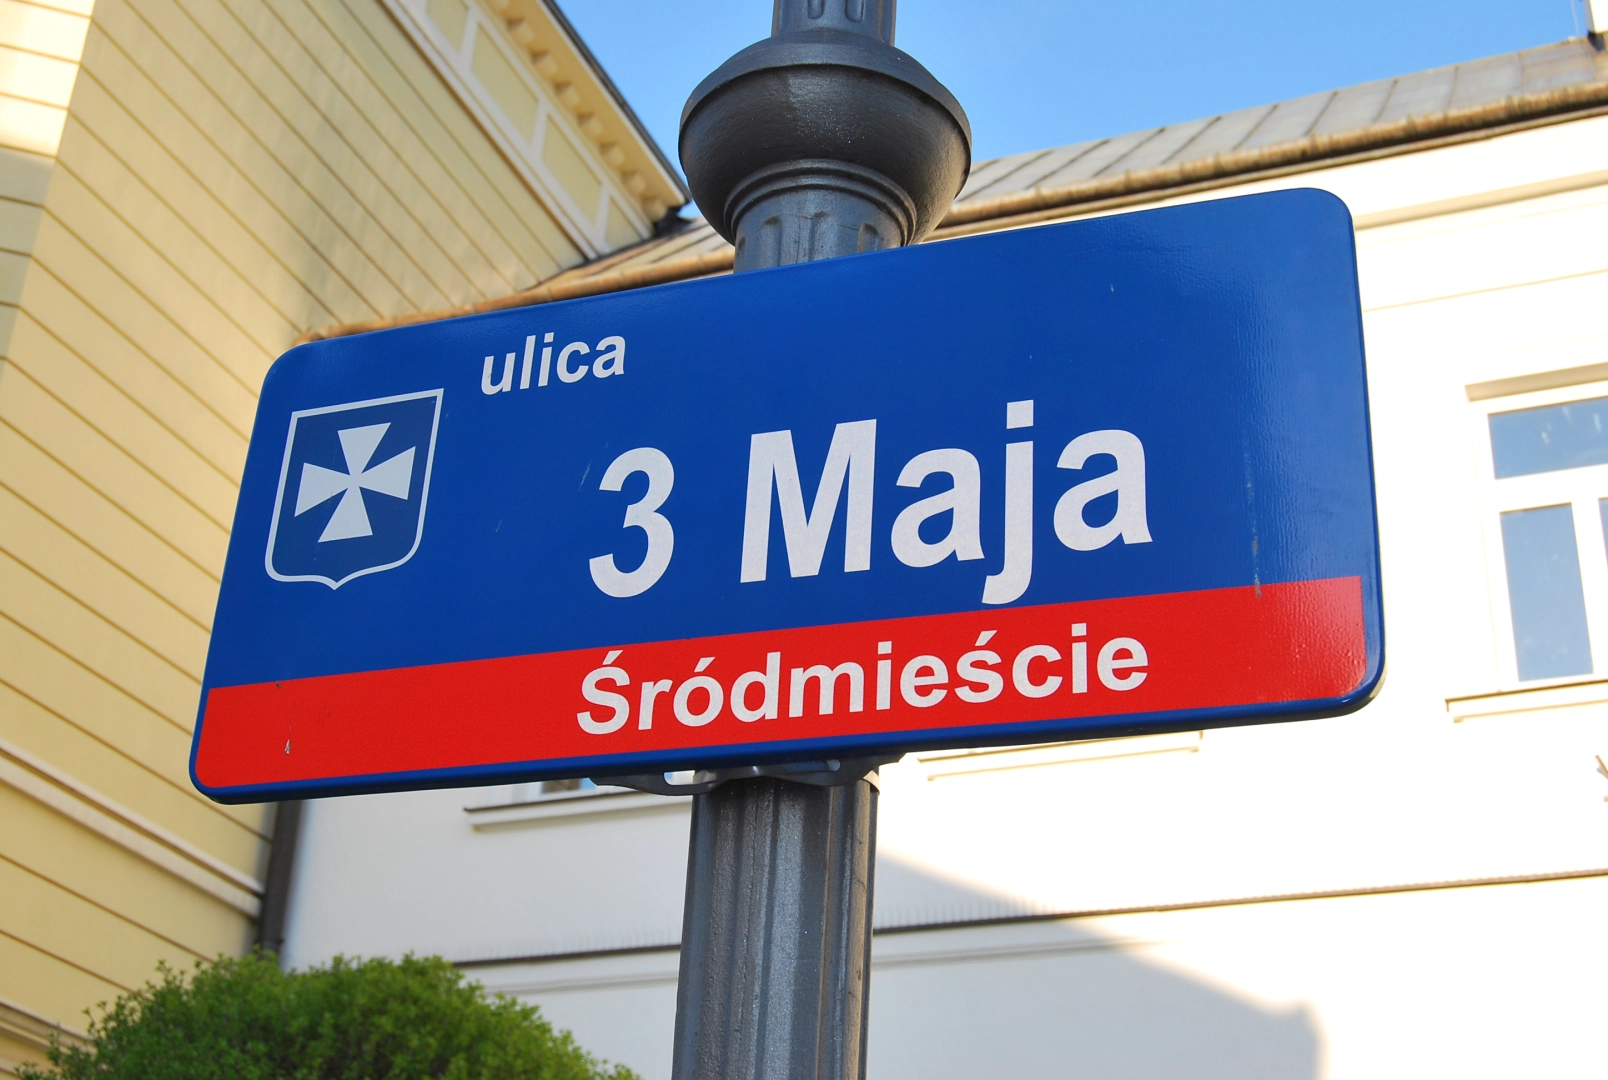 ulica
3 Maja
Śródmieście